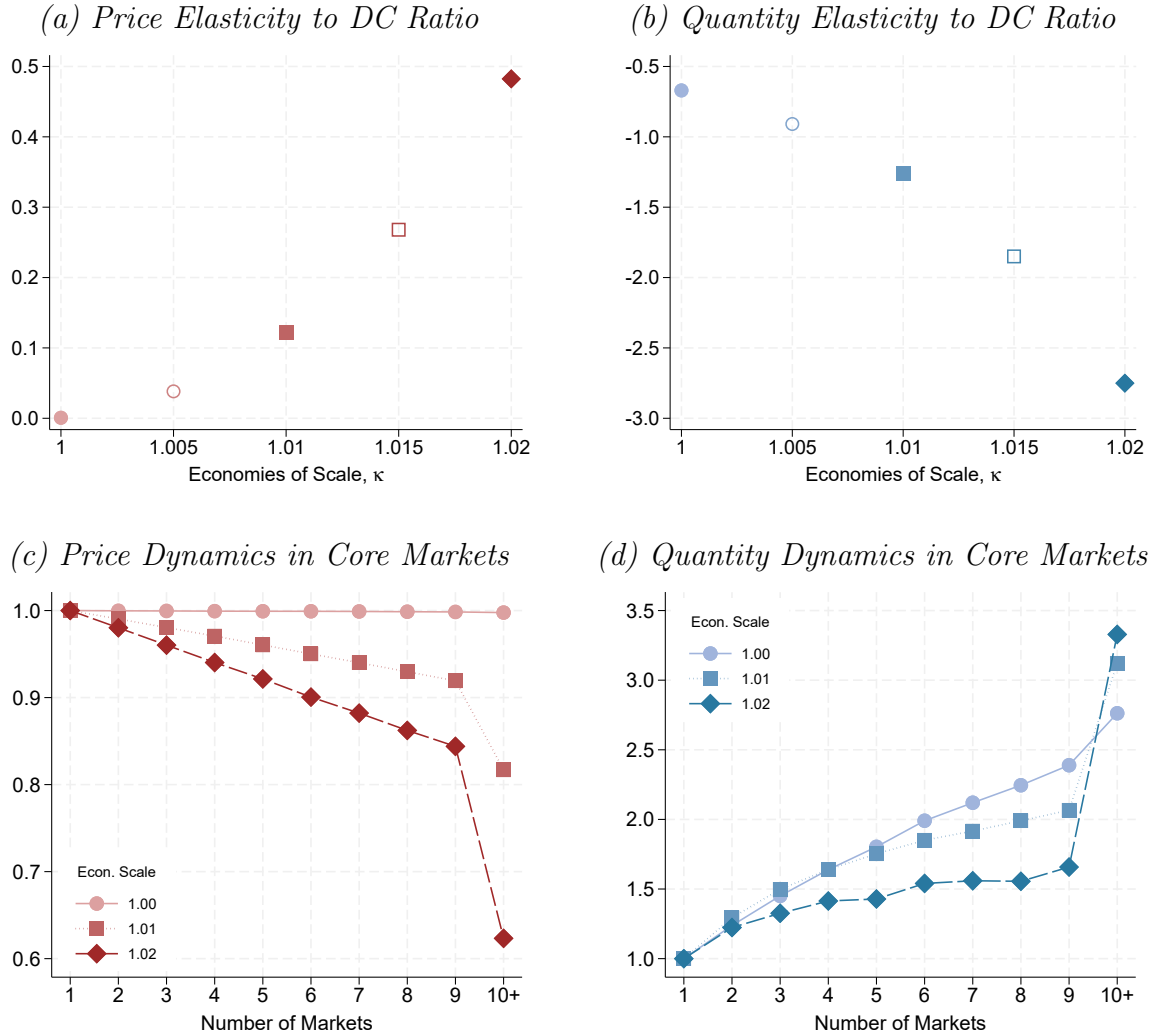 (a) Price Elasticity to DC Ratio
0.5
0.4
0.3
0.2
0.1
0.0
1 1.005 1.01 1.015 1.02
Economies of Scale, κ
(b) Quantity Elasticity to DC Ratio
-0.5
-1.0
-1.5
-2.0
-2.5
-3.0
1 1.005 1.01 1.015 1.02
Economies of Scale, κ
(c) Price Dynamics in Core Markets
1.0
0.9
0.8
0.7
0.6
Econ. Scale
1.00
1.01
1.02
1 2 3 4 5 6 7 8 9 10+
Number of Markets
(d) Quantity Dynamics in Core Markets
3.5
3.0
2.5
2.0
1.5
1.0
Econ. Scale
1.00
1.01
1.02
1 2 3 4 5 6 7 8 9 10+
Number of Markets